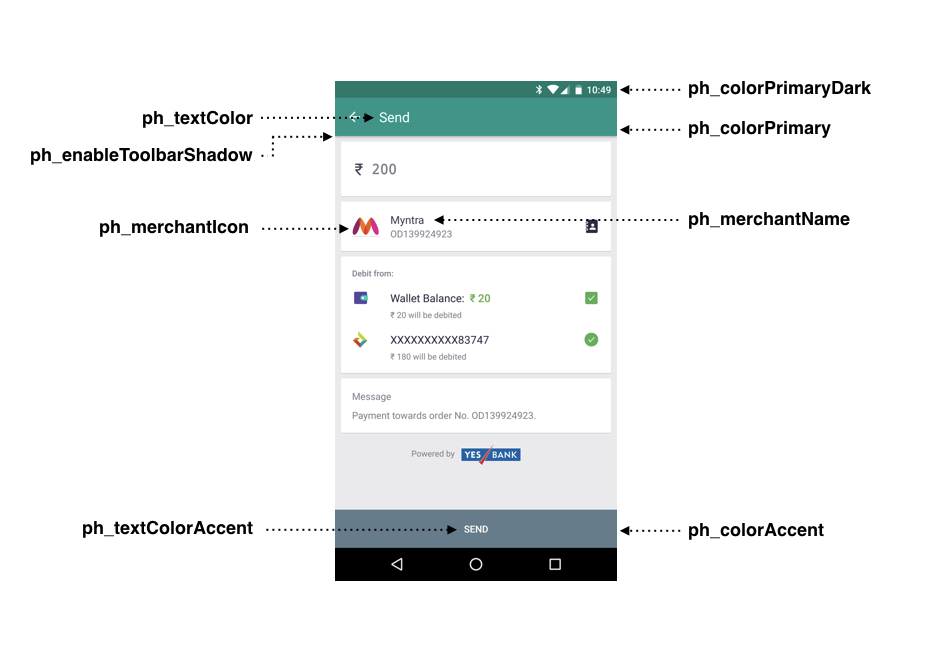 10:49
ph_colorPrimaryDark
ph_textColor
Send
ph_colorPrimary
ph_enableToolbarShadow
₹ 200
ph_merchantIcon
Myntra
OD139924923
ph_merchantName
Debit from:
Wallet Balance: ₹ 20
₹ 20 will be debited
XXXXXXXXXX83747
₹ 180 will be debited
Message
Payment towards order No. OD139924923.
Powered by YES BANK
ph_textColorAccent
SEND
ph_colorAccent